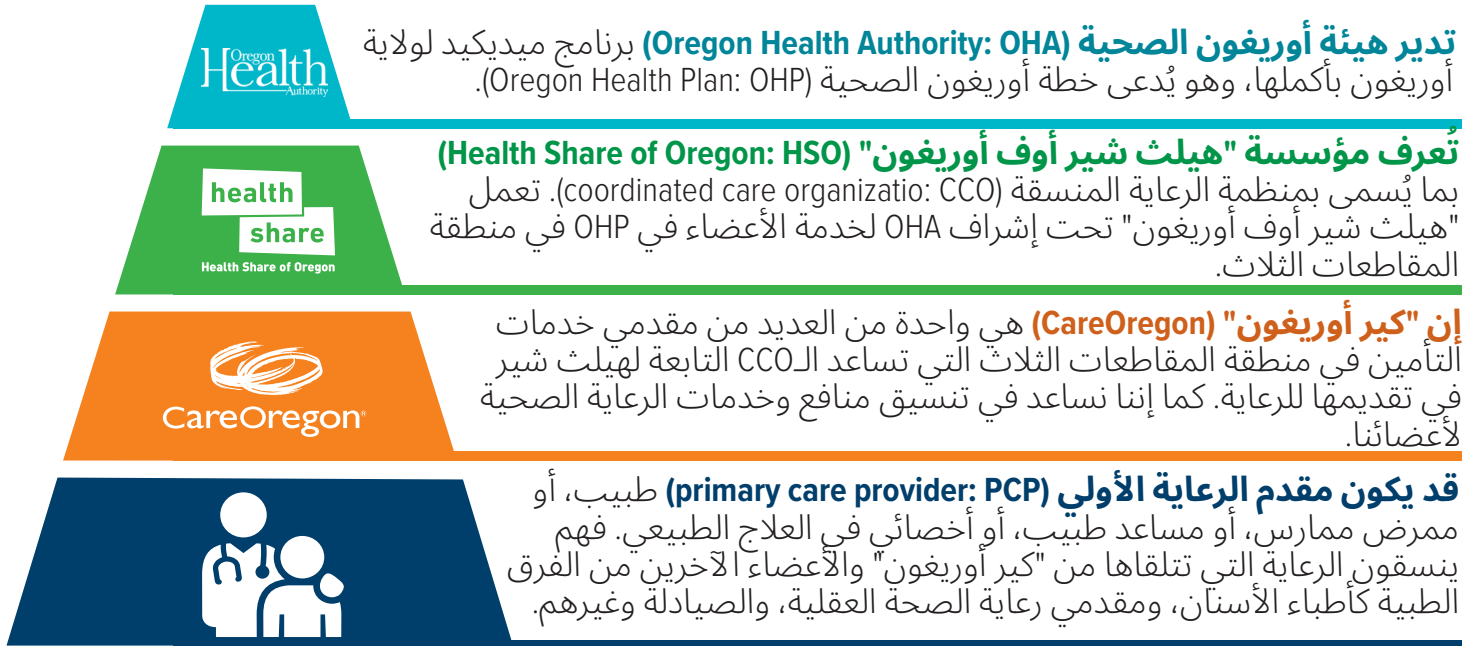 Oregon
Health
Authority
تدير هيئة أوريغون الصحية (Oregon Health Authority: OHA) برنامج ميديكيد لولاية
أوريغون بأكملها، وهو يُدعى خطة أوريغون الصحية (Oregon Health Plan: OHP).
health
share
Health Share of Oregon
تُعرف مؤسسة "هيلث شير أوف أوريغون" (Health Share of Oregon: HSO)
بما يُسمى بمنظمة الرعاية المنسقة (coordinated care organizatio: CCO). تعمل
"هيلث شير أوف أوريغون" تحت إشراف OHA لخدمة الأعضاء في OHP في منطقة
المقاطعات الثلاث.
CareOregon®
إن "كير أوريغون" (CareOregon) هي واحدة من العديد من مقدمي خدمات
التأمين في منطقة المقاطعات الثلاث التي تساعد الـCCO التابعة لهيلث شير
في تقديمها للرعاية. كما إننا نساعد في تنسيق منافع وخدمات الرعاية الصحية
لأعضائنا.
قد يكون مقدم الرعاية الأولي (primary care provider: PCP) طبيب، أو
ممرض ممارس، أو مساعد طبيب، أو أخصائي في العلاج الطبيعي. فهم
ينسقون الرعاية التي تتلقاها من "كير أوريغون" والأعضاء الآخرين من الفرق
الطبية كأطباء الأسنان، ومقدمي رعاية الصحة العقلية، والصيادلة وغيرهم.